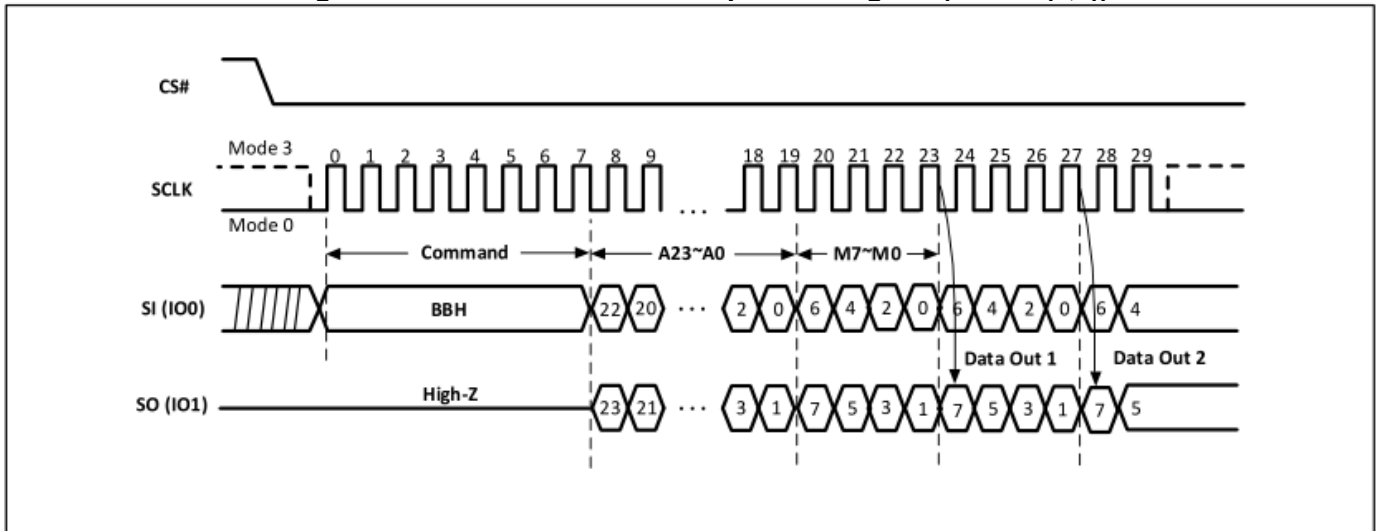 CS#
Mode 3
0 1 2 3 4 5 6 7 8 9 18 19 20 21 22 23 24 25 26 27 28 29
SCLK
...
Mode 0
Command A23~A0 M7~M0
SI (IO0) BBH 22 20 ... 2 0 6 4 2 0 6 4 2 0 6 4
Data Out 1 Data Out 2
SO (IO1) High-Z 23 21 ... 3 1 7 5 3 1 7 5 3 1 7 5